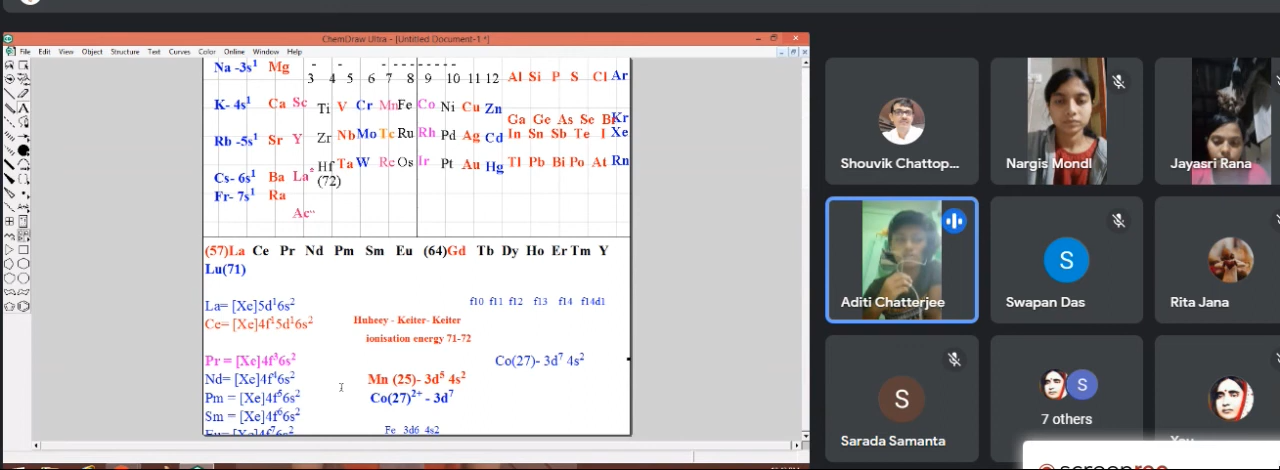 ChemDraw Ultra - [Untitled Document-1 *]
File Edit View Object Structure Text Curves Color Online Window Help
Na -3s¹ Mg 3 4 5 6 7 8 9 10 11 12 Al Si P S Cl Ar
K- 4s¹ Ca Sc Ti V Cr Mn Fe Co Ni Cu Zn
Ga Ge As Se Br Kr
Rb -5s¹ Sr Y Zr Nb Mo Tc Ru Rh Pd Ag Cd In Sn Sb Te I Xe
Cs- 6s¹ Ba La* Hf Ta W Re Os Ir Pt Au Hg Tl Pb Bi Po At Rn
(72)
Fr- 7s¹ Ra
Ac
(57)La Ce Pr Nd Pm Sm Eu (64)Gd Tb Dy Ho Er Tm Y
Lu(71)
La= [Xe]5d¹6s² f10 f11 f12 f13 f14 f14d1
Ce= [Xe]4f¹5d¹6s² Huheey - Keiter- Keiter
ionisation energy 71-72
Pr = [Xe]4f³6s² Co(27)- 3d⁷ 4s²
Nd= [Xe]4f⁴6s² Mn (25)- 3d⁵ 4s²
Pm = [Xe]4f⁵6s² Co(27)²⁺ - 3d⁷
Sm = [Xe]4f⁶6s²
Eu= [Xe]4f⁷6s² Fe 3d6 4s2
Shouvik Chattop...
Nargis Mondl
Jayasri Rana
Aditi Chatterjee
S
Swapan Das
Rita Jana
S
Sarada Samanta
S
7 others
You